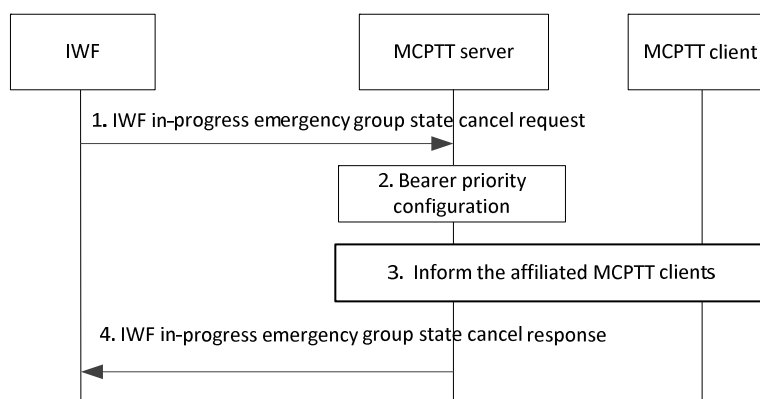 IWF
MCPTT server
MCPTT client
1. IWF in-progress emergency group state cancel request
2. Bearer priority
configuration
3. Inform the affiliated MCPTT clients
4. IWF in-progress emergency group state cancel response